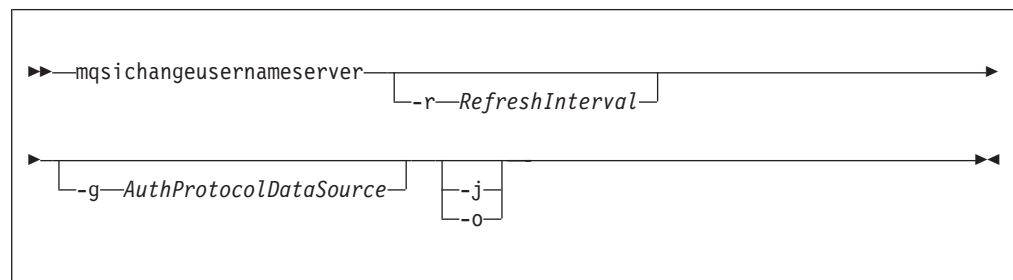 mqsichangeusernameserver
-r RefreshInterval
-g AuthProtocolDataSource
-j
-o